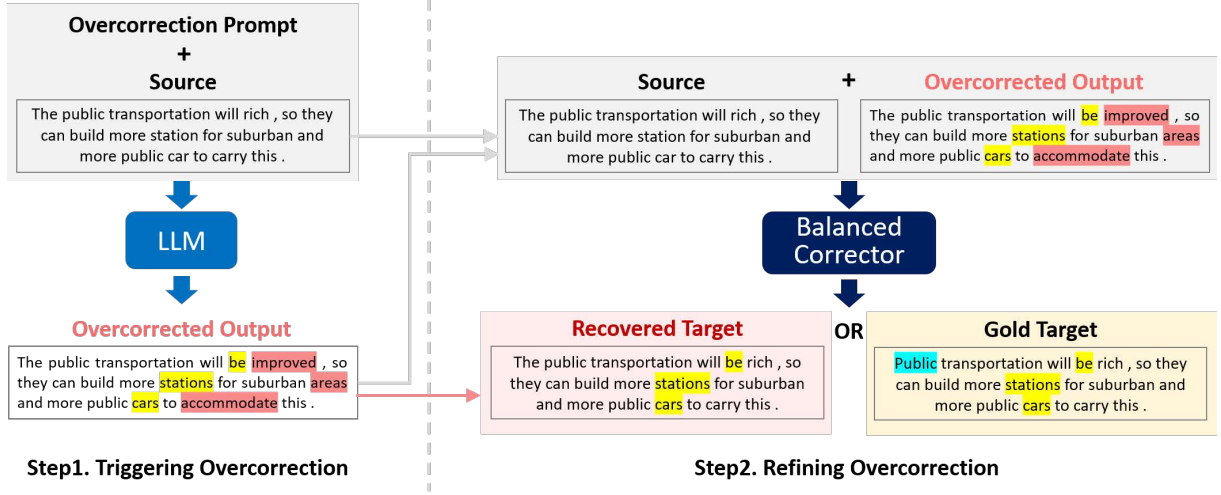 Overcorrection Prompt
+
Source
The public transportation will rich , so they
can build more station for suburban and
more public car to carry this .
LLM
Overcorrected Output
The public transportation will be improved , so
they can build more stations for suburban areas
and more public cars to accommodate this .
Step1. Triggering Overcorrection
Source
+
Overcorrected Output
The public transportation will rich , so they
can build more station for suburban and
more public car to carry this .
The public transportation will be improved , so
they can build more stations for suburban areas
and more public cars to accommodate this .
Balanced
Corrector
Recovered Target
The public transportation will be rich , so
they can build more stations for suburban
and more public cars to carry this .
OR
Gold Target
Public transportation will be rich , so they
can build more stations for suburban and
more public cars to carry this .
Step2. Refining Overcorrection